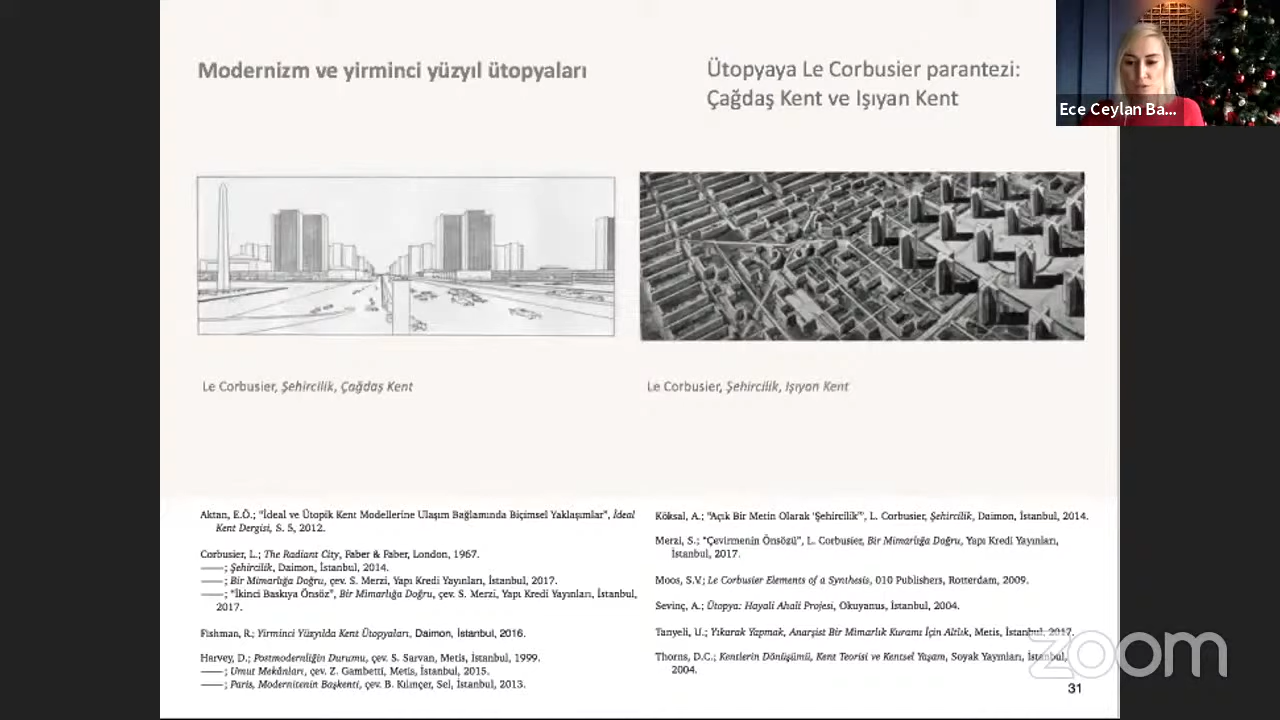 Modernizm ve yirminci yüzyıl ütopyaları
Ütopyaya Le Corbusier parantezi:
Çağdaş Kent ve Işıyan Kent
Ece Ceylan Ba...
Le Corbusier, Şehircilik, Çağdaş Kent
Le Corbusier, Şehircilik, Işıyan Kent
Aktan, E.Ö.; "İdeal ve Ütopik Kent Modellerine Ulaşım Bağlamında Biçimsel Yaklaşımlar", İdeal
Kent Dergisi, S. 5, 2012.
Corbusier, L.; The Radiant City, Faber & Faber, London, 1967.
——; Şehircilik, Daimon, İstanbul, 2014.
——; Bir Mimarlığa Doğru, çev. S. Merzi, Yapı Kredi Yayınları, İstanbul, 2017.
——; "İkinci Baskıya Önsöz", Bir Mimarlığa Doğru, çev. S. Merzi, Yapı Kredi Yayınları, İstanbul,
2017.
Fishman, R.; Yirminci Yüzyılda Kent Ütopyaları, Daimon, İstanbul, 2016.
Harvey, D.; Postmodernliğin Durumu, çev. S. Sarvan, Metis, İstanbul, 1999.
——; Umut Mekânları, çev. Z. Gambetti, Metis, İstanbul, 2015.
——; Paris, Modernitenin Başkenti, çev. B. Kılınçer, Sel, İstanbul, 2013.
Köksal, A.; "Açık Bir Metin Olarak 'Şehircilik'", L. Corbusier, Şehircilik, Daimon, İstanbul, 2014.
Merzi, S.; "Çevirmenin Önsözü", L. Corbusier, Bir Mimarlığa Doğru, Yapı Kredi Yayınları,
İstanbul, 2017.
Moos, S.V.; Le Corbusier Elements of a Synthesis, 010 Publishers, Rotterdam, 2009.
Sevinç, A.; Ütopya: Hayali Ahali Projesi, Okuyanus, İstanbul, 2004.
Tanyeli, U.; Yıkarak Yapmak, Anarşist Bir Mimarlık Kuramı İçin Altlık, Metis, İstanbul, 2017.
Thorns, D.C.; Kentlerin Dönüşümü, Kent Teorisi ve Kentsel Yaşam, Soyak Yayınları, İstanbul,
2004.
zoom
31